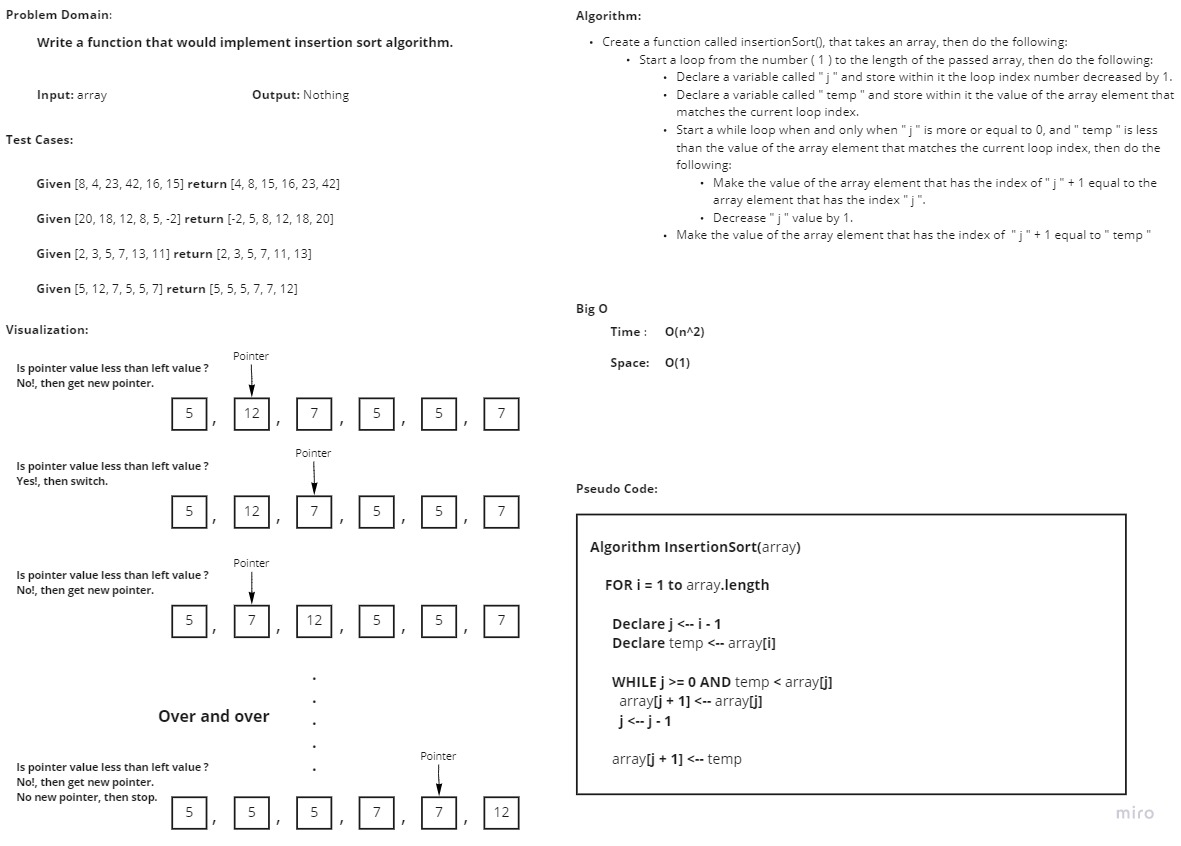 Problem Domain:
Write a function that would implement insertion sort algorithm.
Input: array
Output: Nothing
Test Cases:
Given [8, 4, 23, 42, 16, 15] return [4, 8, 15, 16, 23, 42]
Given [20, 18, 12, 8, 5, -2] return [-2, 5, 8, 12, 18, 20]
Given [2, 3, 5, 7, 13, 11] return [2, 3, 5, 7, 11, 13]
Given [5, 12, 7, 5, 5, 7] return [5, 5, 5, 7, 7, 12]
Visualization:
Pointer
Is pointer value less than left value ?
No!, then get new pointer.
5 , 12 , 7 , 5 , 5 , 7
Pointer
Is pointer value less than left value ?
Yes!, then switch.
5 , 12 , 7 , 5 , 5 , 7
Pointer
Is pointer value less than left value ?
No!, then get new pointer.
5 , 7 , 12 , 5 , 5 , 7
Over and over
Pointer
Is pointer value less than left value ?
No!, then get new pointer.
No new pointer, then stop.
5 , 5 , 5 , 7 , 7 , 12
Algorithm:
• Create a function called insertionSort(), that takes an array, then do the following:
• Start a loop from the number ( 1 ) to the length of the passed array, then do the following:
• Declare a variable called " j " and store within it the loop index number decreased by 1.
• Declare a variable called " temp " and store within it the value of the array element that
matches the current loop index.
• Start a while loop when and only when " j " is more or equal to 0, and " temp " is less
than the value of the array element that matches the current loop index, then do the
following:
• Make the value of the array element that has the index of " j " + 1 equal to the
array element that has the index " j ".
• Decrease " j " value by 1.
• Make the value of the array element that has the index of " j " + 1 equal to " temp "
Big O
Time : O(n^2)
Space: O(1)
Pseudo Code:
Algorithm InsertionSort(array)
FOR i = 1 to array.length
Declare j <-- i - 1
Declare temp <-- array[i]
WHILE j >= 0 AND temp < array[j]
array[j + 1] <-- array[j]
j <-- j - 1
array[j + 1] <-- temp
miro